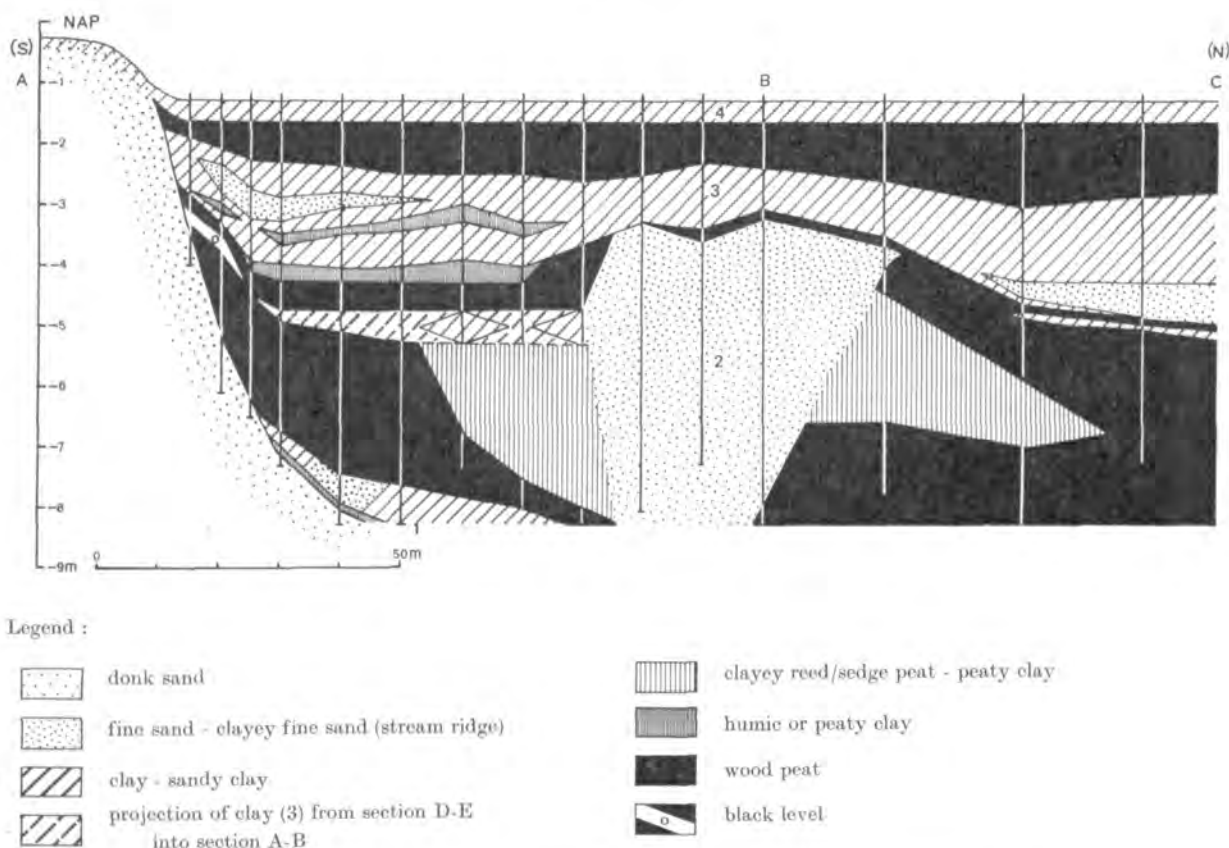 NAP
(S)
(N)
A
B
C
-1
-2
-3
-4
-5
-6
-7
-8
-9m
4
3
o
2
1
0
50m
Legend :
donk sand
fine sand - clayey fine sand (stream ridge)
clay - sandy clay
projection of clay (3) from section D-E
into section A-B
clayey reed/sedge peat - peaty clay
humic or peaty clay
wood peat
o
black level